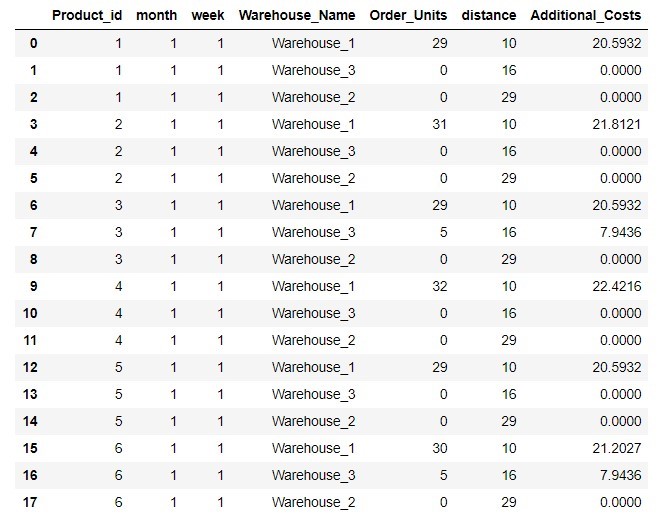 Product_id month week Warehouse_Name Order_Units distance Additional_Costs
0 1 1 1 Warehouse_1 29 10 20.5932
1 1 1 1 Warehouse_3 0 16 0.0000
2 1 1 1 Warehouse_2 0 29 0.0000
3 2 1 1 Warehouse_1 31 10 21.8121
4 2 1 1 Warehouse_3 0 16 0.0000
5 2 1 1 Warehouse_2 0 29 0.0000
6 3 1 1 Warehouse_1 29 10 20.5932
7 3 1 1 Warehouse_3 5 16 7.9436
8 3 1 1 Warehouse_2 0 29 0.0000
9 4 1 1 Warehouse_1 32 10 22.4216
10 4 1 1 Warehouse_3 0 16 0.0000
11 4 1 1 Warehouse_2 0 29 0.0000
12 5 1 1 Warehouse_1 29 10 20.5932
13 5 1 1 Warehouse_3 0 16 0.0000
14 5 1 1 Warehouse_2 0 29 0.0000
15 6 1 1 Warehouse_1 30 10 21.2027
16 6 1 1 Warehouse_3 5 16 7.9436
17 6 1 1 Warehouse_2 0 29 0.0000